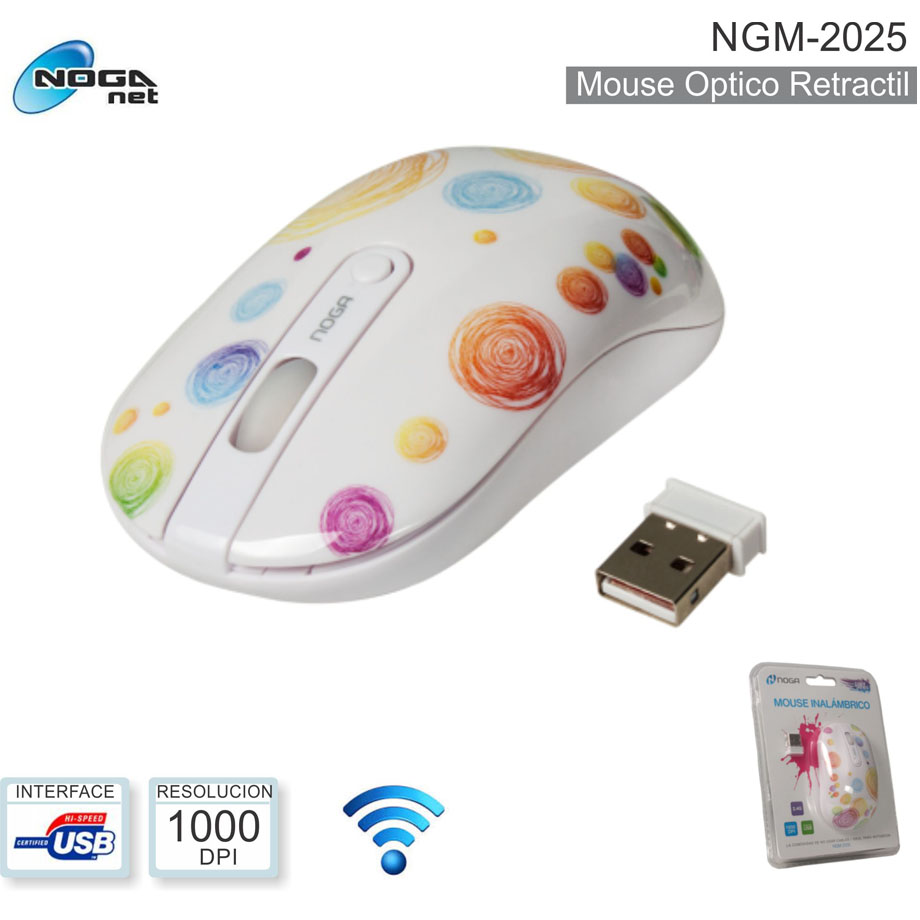 NOGA
net
NGM-2025
Mouse Optico Retractil
NOGA
NOGA
MOUSE INALÁMBRICO
INTERFACE
HI-SPEED
CERTIFIED USB
RESOLUCION
1000
DPI